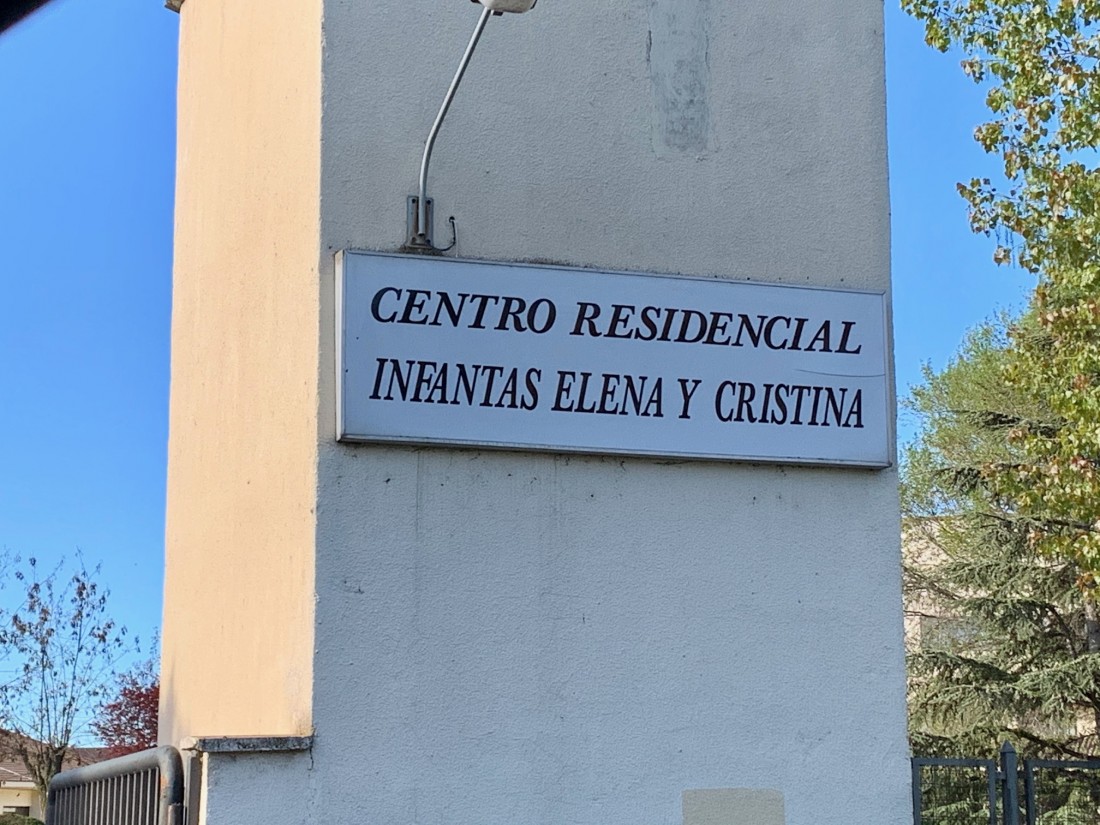 CENTRO RESIDENCIAL
INFANTAS ELENA Y CRISTINA